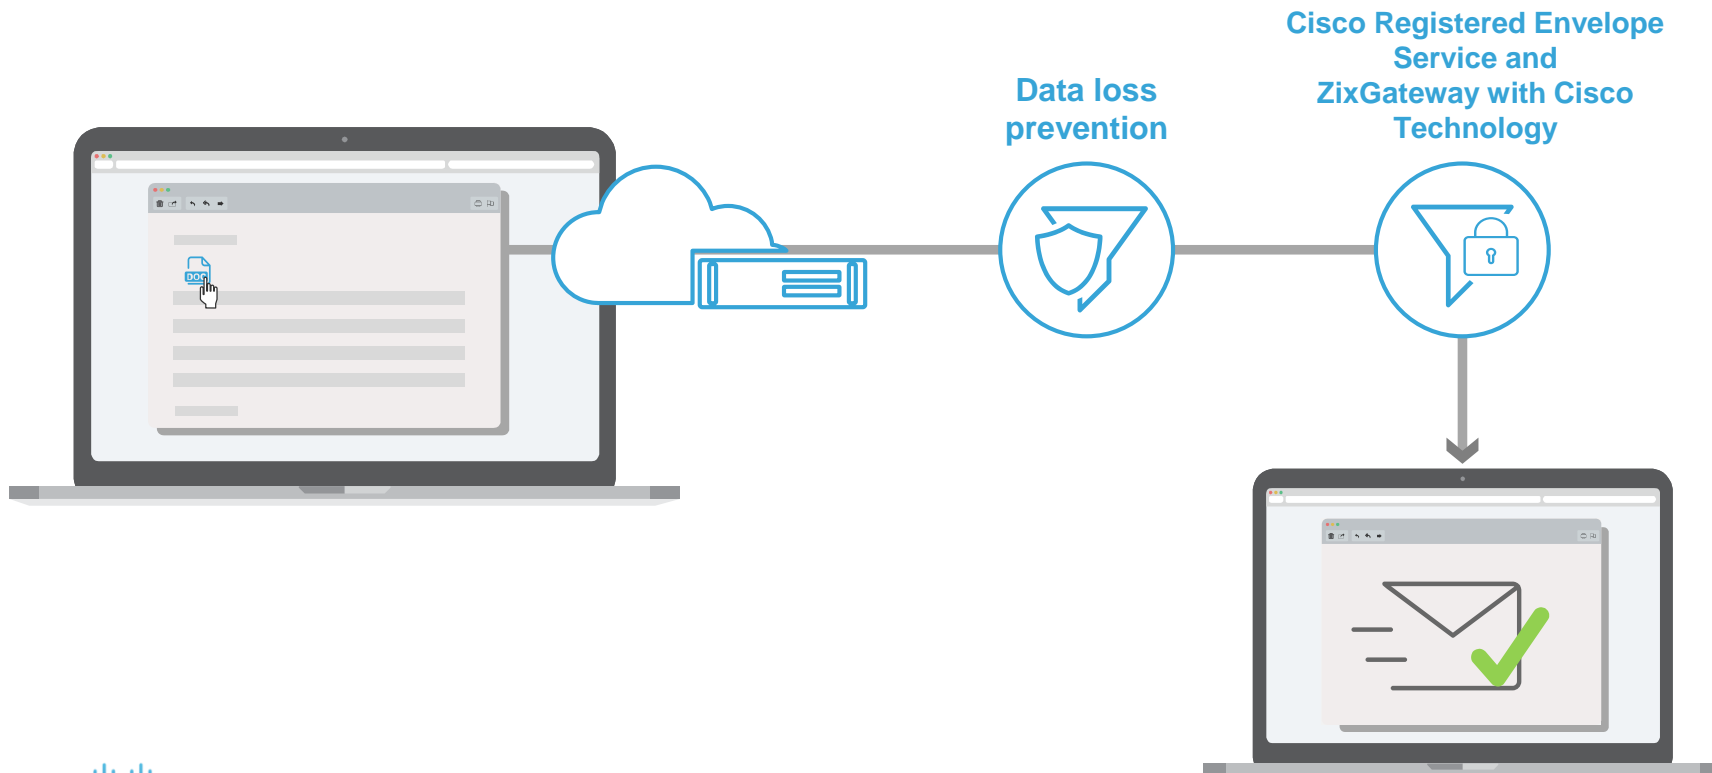 Cisco Registered Envelope
Service and
ZixGateway with Cisco
Technology
Data loss
prevention
DOC